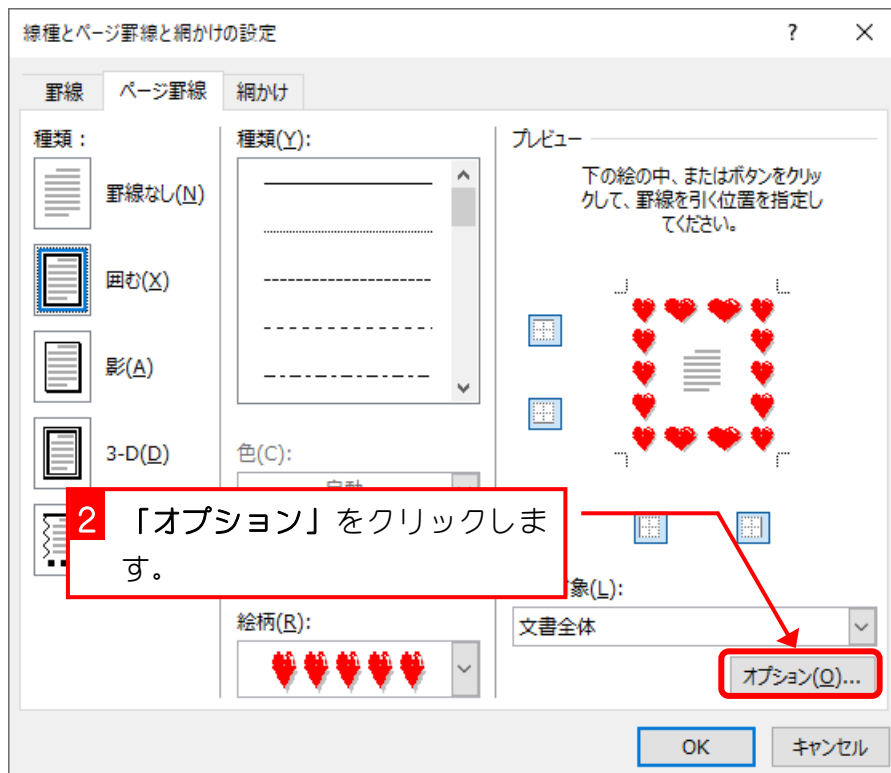 線種とページ罫線と網かけの設定
?
罫線
ページ罫線
網かけ
種類：
罫線なし(N)
囲む(X)
影(A)
3-D(D)
種類(Y):
色(C):
自動
絵柄(R):
プレビュー
下の絵の中、またはボタンをクリッ
クして、罫線を引く位置を指定し
てください。
2
「オプション」をクリックしま
す。
象(L):
文書全体
オプション(O)...
OK
キャンセル